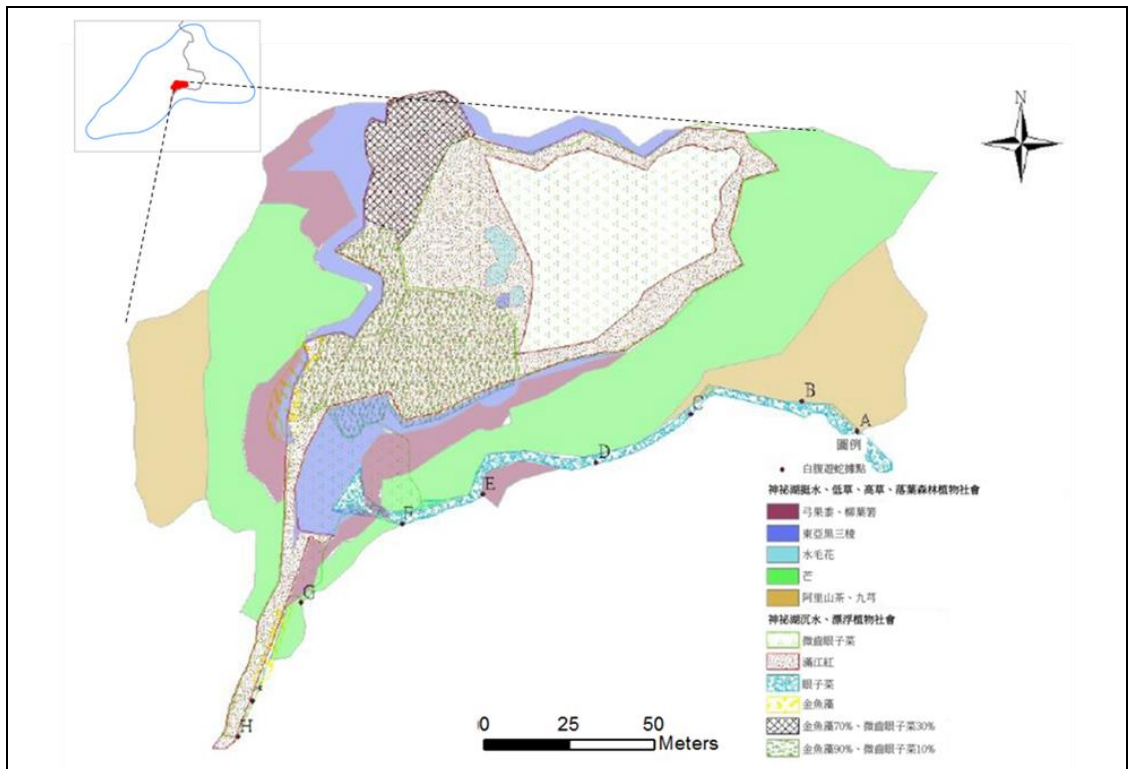 N
B
C
A
D
E
F
G
H
圖例
白腹遊蛇據點
神祕湖挺水、低草、高草、落葉森林植物社會
弓果黍、柳葉箬
東亞黑三稜
水毛花
芒
阿里山茶、九芎
神祕湖沉水、漂浮植物社會
微齒眼子菜
滿江紅
眼子菜
金魚藻
金魚藻70%、微齒眼子菜30%
金魚藻90%、微齒眼子菜10%
0 25 50
Meters